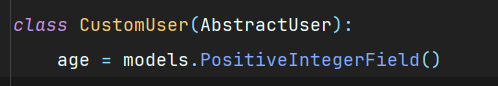 class CustomUser(AbstractUser):
    age = models.PositiveIntegerField()